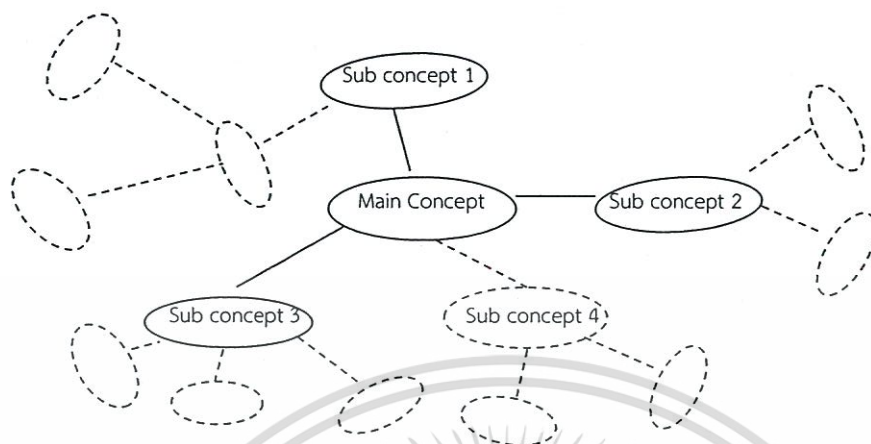 Sub concept 1
Main Concept
Sub concept 2
Sub concept 3
Sub concept 4